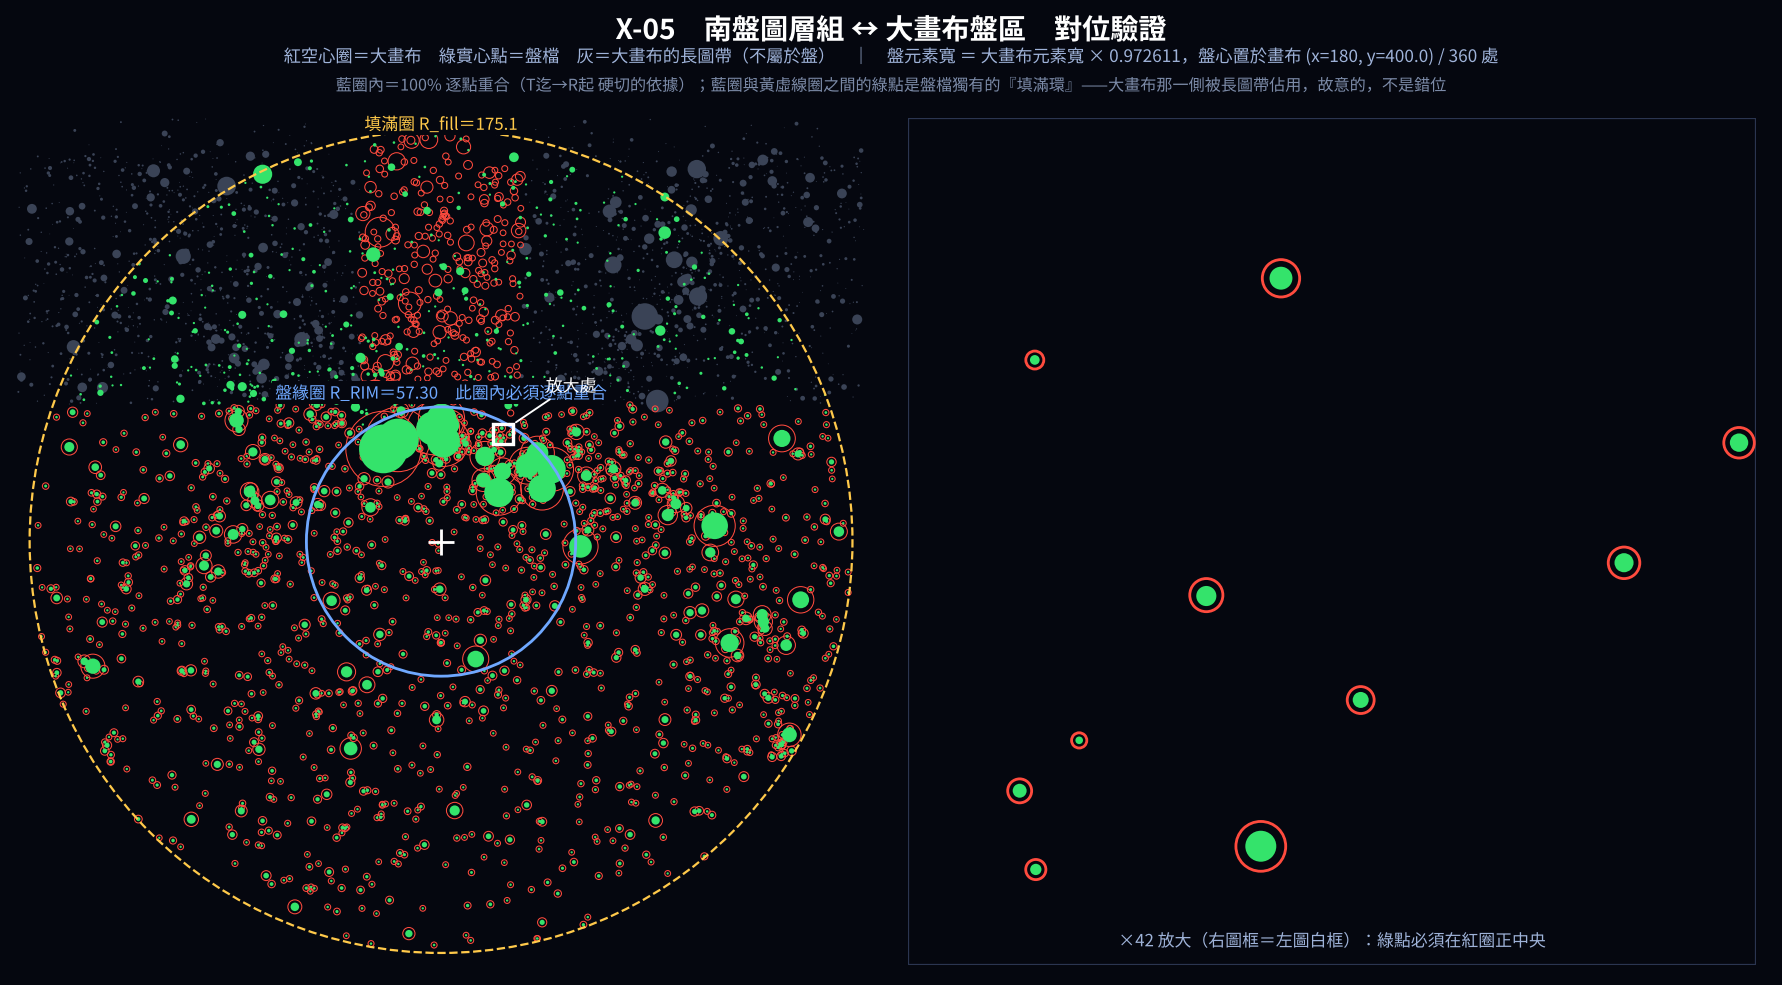 X-05　南盤圖層組 ↔ 大畫布盤區　對位驗證
紅空心圈＝大畫布　綠實心點＝盤檔　灰＝大畫布的長圖帶（不屬於盤）　｜　盤元素寬 ＝ 大畫布元素寬 × 0.972611，盤心置於畫布 (x=180, y=400.0) / 360 處
藍圈內＝100% 逐點重合（T迄→R起 硬切的依據）；藍圈與黃虛線圈之間的綠點是盤檔獨有的『填滿環』——大畫布那一側被長圖帶佔用，故意的，不是錯位
填滿圈 R_fill＝175.1
放大處
盤緣圈 R_RIM＝57.30　此圈內必須逐點重合
×42 放大（右圖框＝左圖白框）：綠點必須在紅圈正中央